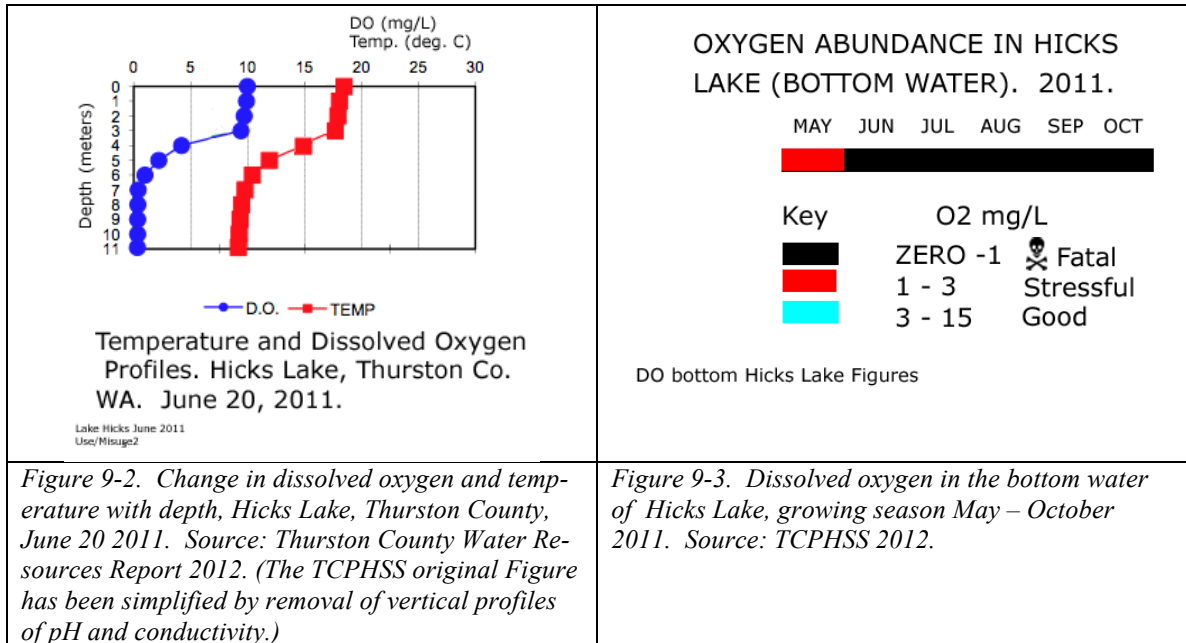 DO (mg/L)
Temp. (deg. C)
0 5 10 15 20 25 30
Depth (meters)
0
1
2
3
4
5
6
7
8
9
10
11
D.O. TEMP
Temperature and Dissolved Oxygen
Profiles. Hicks Lake, Thurston Co.
WA. June 20, 2011.
Lake Hicks June 2011
Use/Misuge2
OXYGEN ABUNDANCE IN HICKS
LAKE (BOTTOM WATER). 2011.
MAY JUN JUL AUG SEP OCT
Key O2 mg/L
ZERO -1 Fatal
1 - 3 Stressful
3 - 15 Good
DO bottom Hicks Lake Figures
Figure 9-2. Change in dissolved oxygen and temp-
erature with depth, Hicks Lake, Thurston County,
June 20 2011. Source: Thurston County Water Re-
sources Report 2012. (The TCPHSS original Figure
has been simplified by removal of vertical profiles
of pH and conductivity.)
Figure 9-3. Dissolved oxygen in the bottom water
of Hicks Lake, growing season May – October
2011. Source: TCPHSS 2012.